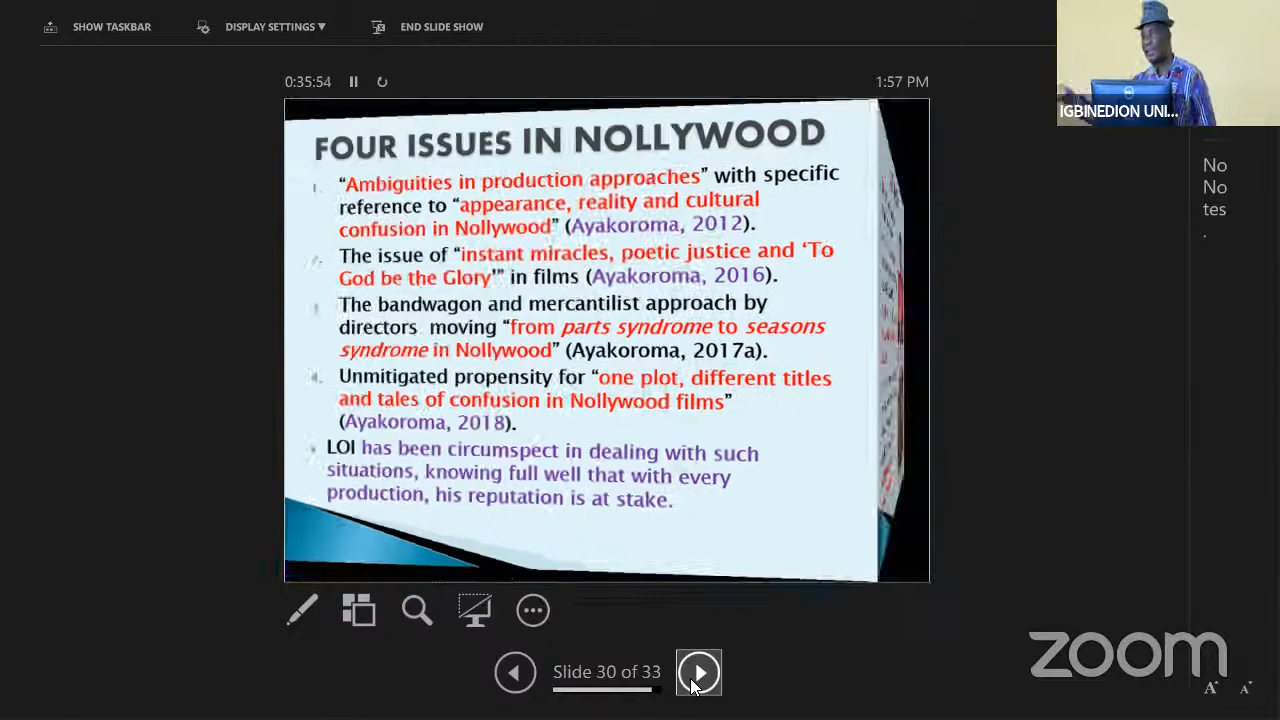 SHOW TASKBAR
DISPLAY SETTINGS ▼
END SLIDE SHOW
IGBINEDION UNI...
0:35:54
1:57 PM
FOUR ISSUES IN NOLLYWOOD
“Ambiguities in production approaches” with specific
reference to “appearance, reality and cultural
confusion in Nollywood” (Ayakoroma, 2012).
The issue of “instant miracles, poetic justice and ‘To
God be the Glory’” in films (Ayakoroma, 2016).
The bandwagon and mercantilist approach by
directors moving “from parts syndrome to seasons
syndrome in Nollywood” (Ayakoroma, 2017a).
4. Unmitigated propensity for “one plot, different titles
and tales of confusion in Nollywood films”
(Ayakoroma, 2018).
LOI has been circumspect in dealing with such
situations, knowing full well that with every
production, his reputation is at stake.
No
No
tes
.
Slide 30 of 33
zoom
A A